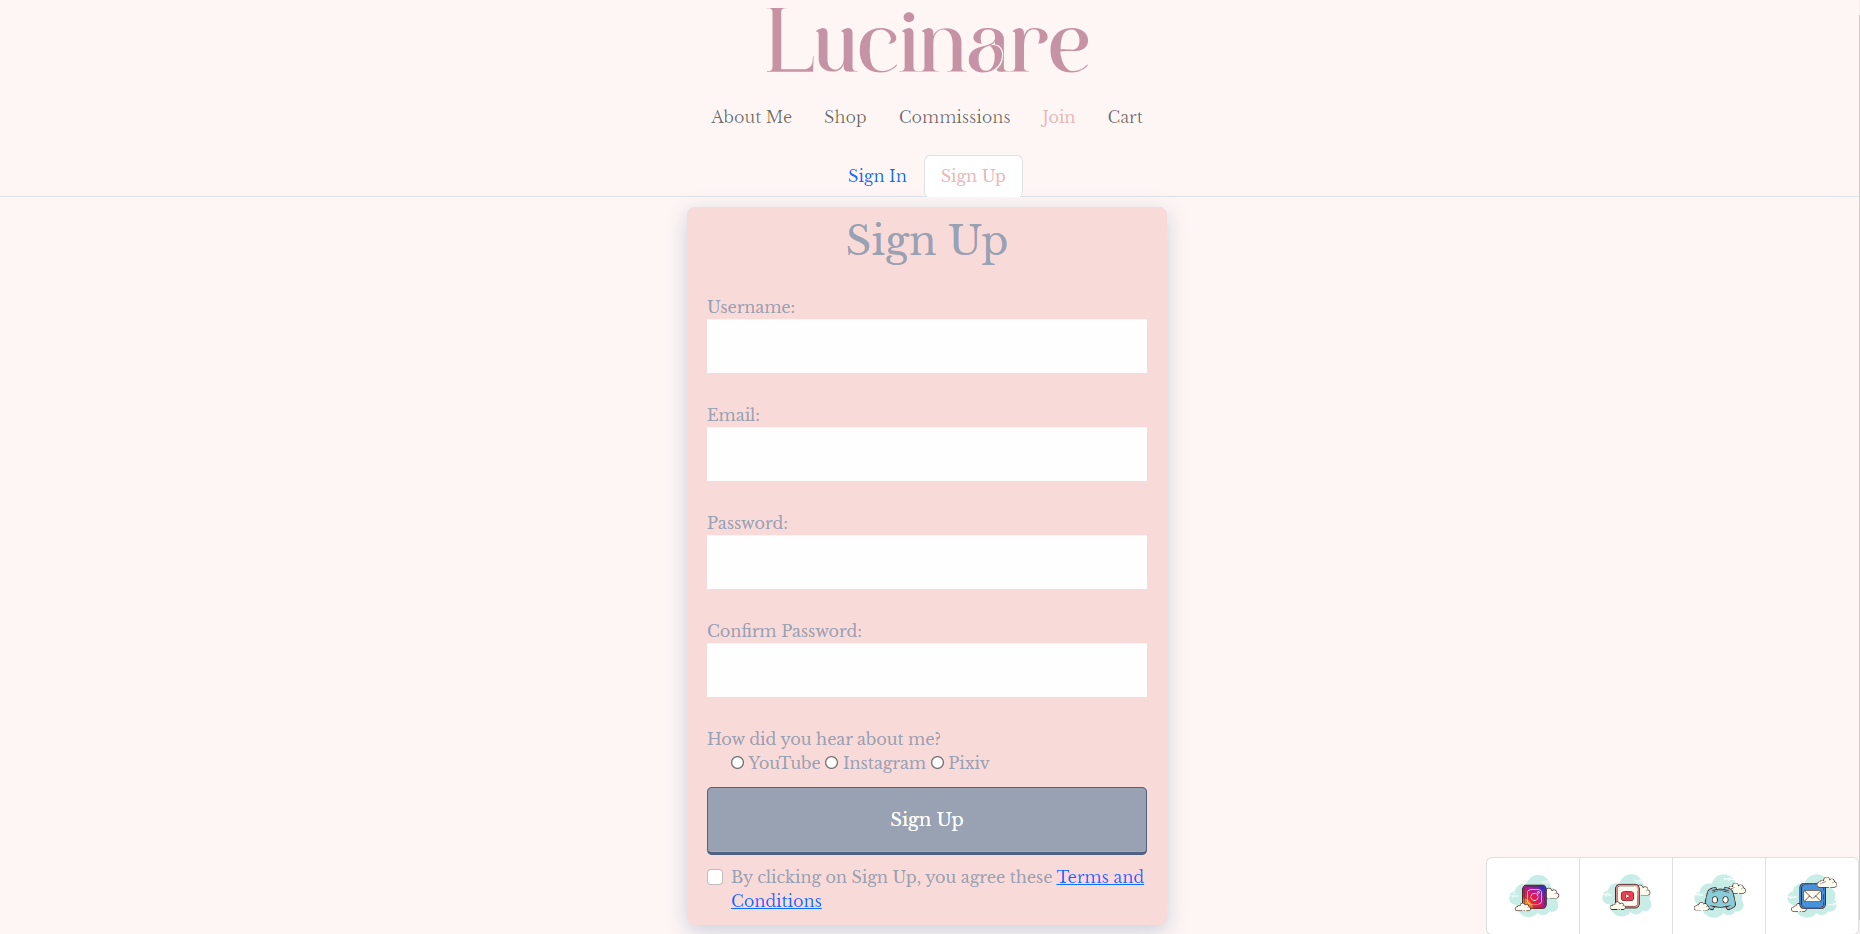 Lucinare
About Me Shop Commissions Join Cart
Sign In Sign Up
Sign Up
Username:
Email:
Password:
Confirm Password:
How did you hear about me?
YouTube Instagram Pixiv
Sign Up
By clicking on Sign Up, you agree these Terms and
Conditions